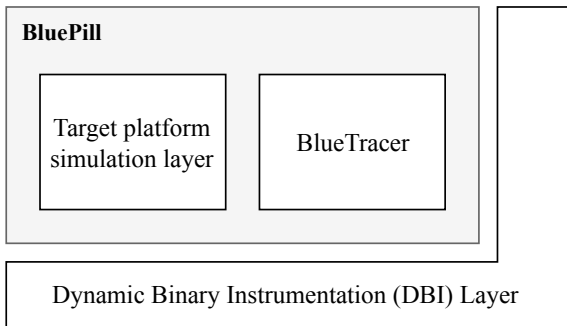 BluePill
Target platform
simulation layer
BlueTracer
Dynamic Binary Instrumentation (DBI) Layer